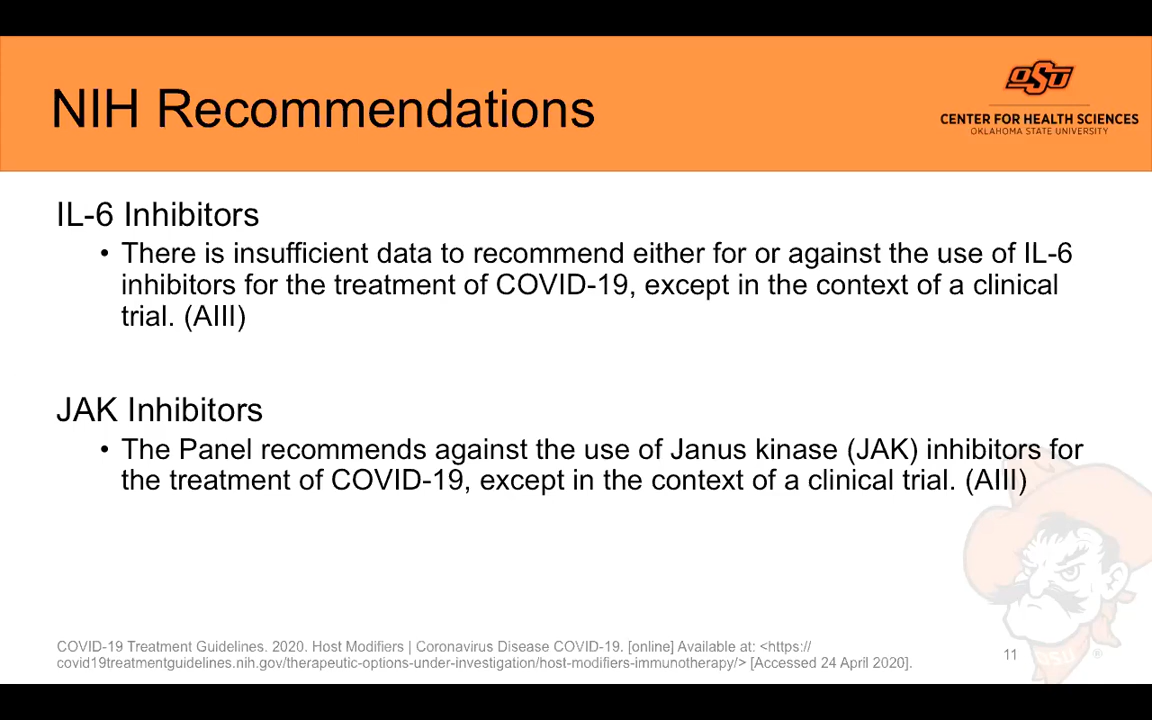 NIH Recommendations
OSU
CENTER FOR HEALTH SCIENCES
OKLAHOMA STATE UNIVERSITY
IL-6 Inhibitors
• There is insufficient data to recommend either for or against the use of IL-6
inhibitors for the treatment of COVID-19, except in the context of a clinical
trial. (AIII)
JAK Inhibitors
• The Panel recommends against the use of Janus kinase (JAK) inhibitors for
the treatment of COVID-19, except in the context of a clinical trial. (AIII)
COVID-19 Treatment Guidelines. 2020. Host Modifiers | Coronavirus Disease COVID-19. [online] Available at: <https://
covid19treatmentguidelines.nih.gov/therapeutic-options-under-investigation/host-modifiers-immunotherapy/> [Accessed 24 April 2020].
11
OSU ®